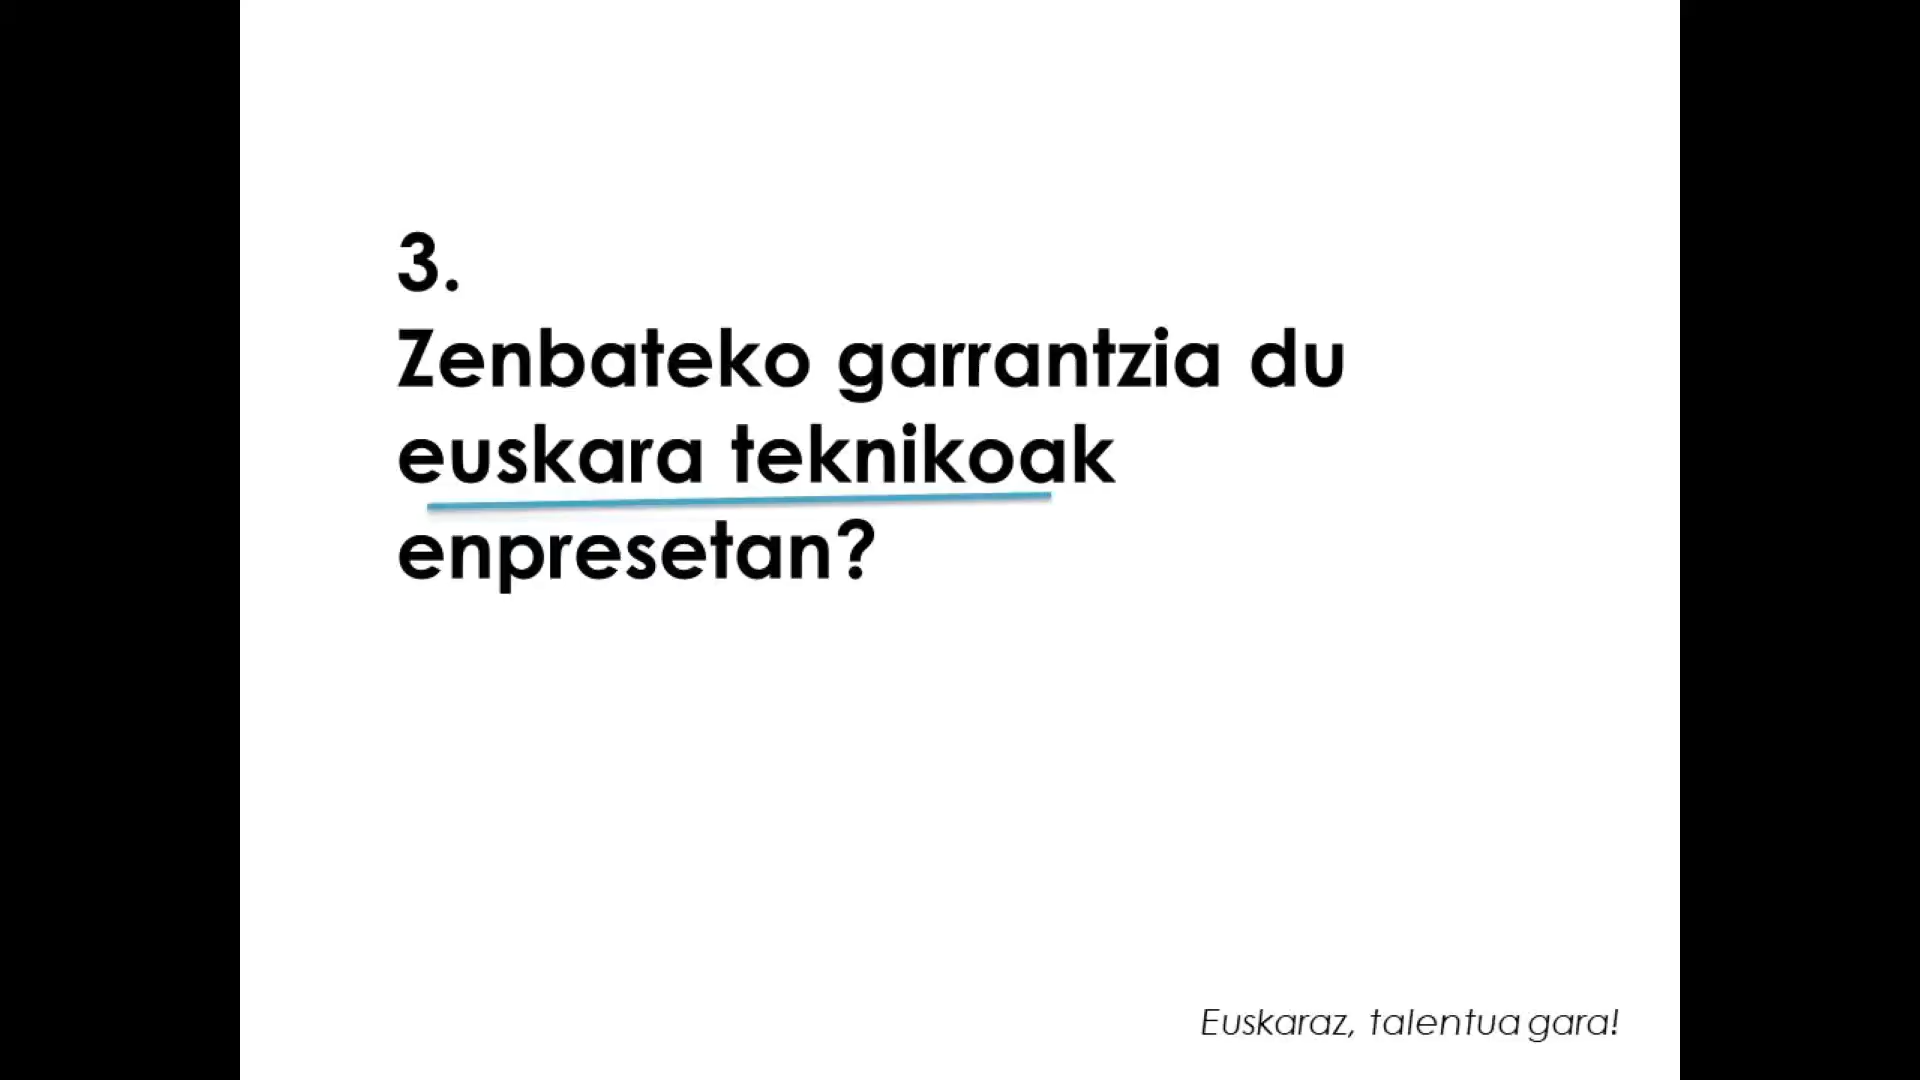 3.
Zenbateko garrantzia du
euskara teknikoak
enpresetan?
Euskaraz, talentua gara!